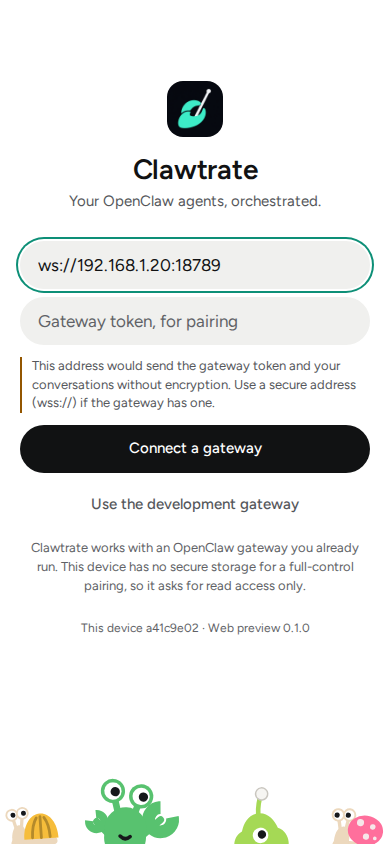 Clawtrate
Your OpenClaw agents, orchestrated.
ws://192.168.1.20:18789
Gateway token, for pairing
This address would send the gateway token and your
conversations without encryption. Use a secure address
(wss://) if the gateway has one.
Connect a gateway
Use the development gateway
Clawtrate works with an OpenClaw gateway you already
run. This device has no secure storage for a full-control
pairing, so it asks for read access only.
This device a41c9e02 · Web preview 0.1.0